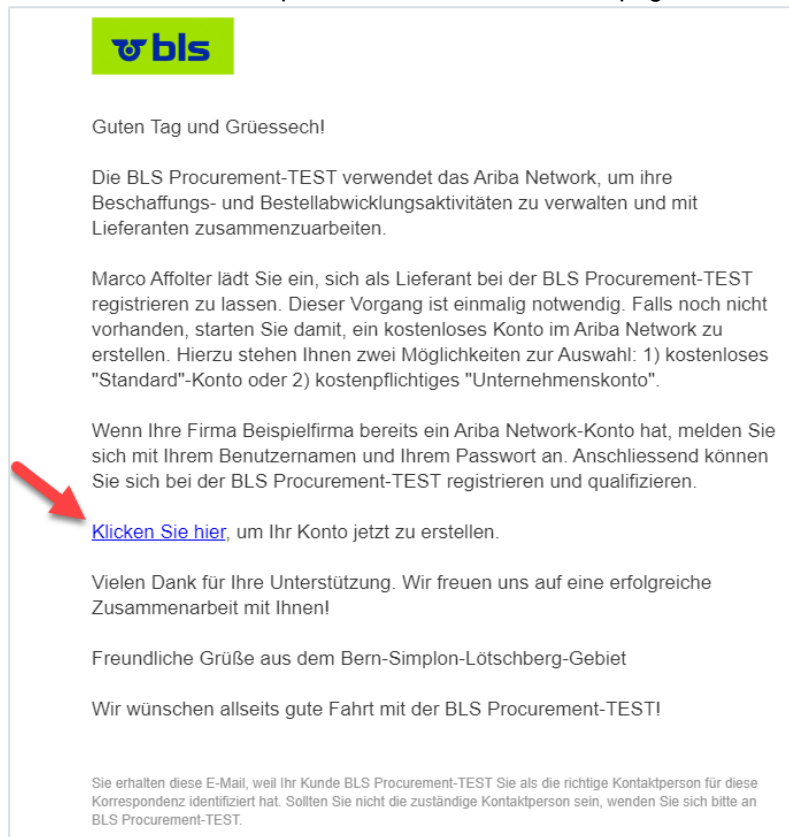 bls
Guten Tag und Grüessech!
Die BLS Procurement-TEST verwendet das Ariba Network, um ihre
Beschaffungs- und Bestellabwicklungsaktivitäten zu verwalten und mit
Lieferanten zusammenzuarbeiten.
Marco Affolter lädt Sie ein, sich als Lieferant bei der BLS Procurement-TEST
registrieren zu lassen. Dieser Vorgang ist einmalig notwendig. Falls noch nicht
vorhanden, starten Sie damit, ein kostenloses Konto im Ariba Network zu
erstellen. Hierzu stehen Ihnen zwei Möglichkeiten zur Auswahl: 1) kostenloses
"Standard"-Konto oder 2) kostenpflichtiges "Unternehmenskonto".
Wenn Ihre Firma Beispielfirma bereits ein Ariba Network-Konto hat, melden Sie
sich mit Ihrem Benutzernamen und Ihrem Passwort an. Anschliessend können
Sie sich bei der BLS Procurement-TEST registrieren und qualifizieren.
Klicken Sie hier, um Ihr Konto jetzt zu erstellen.
Vielen Dank für Ihre Unterstützung. Wir freuen uns auf eine erfolgreiche
Zusammenarbeit mit Ihnen!
Freundliche Grüße aus dem Bern-Simplon-Lötschberg-Gebiet
Wir wünschen allseits gute Fahrt mit der BLS Procurement-TEST!
Sie erhalten diese E-Mail, weil Ihr Kunde BLS Procurement-TEST Sie als die richtige Kontaktperson für diese
Korrespondenz identifiziert hat. Sollten Sie nicht die zuständige Kontaktperson sein, wenden Sie sich bitte an
BLS Procurement-TEST.